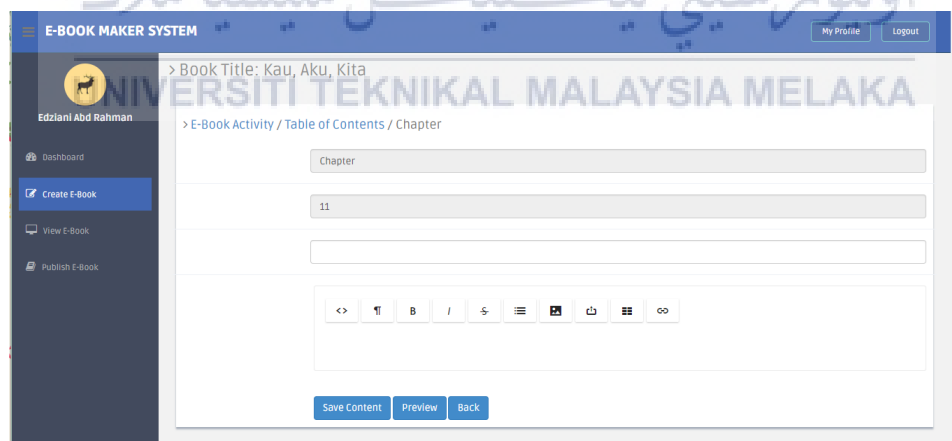 E-BOOK MAKER SYSTEM
My Profile
Logout
> Book Title: Kau, Aku, Kita
UNIVERSITI TEKNIKAL MALAYSIA MELAKA
Edziani Abd Rahman
> E-Book Activity / Table of Contents / Chapter
Dashboard
Create E-Book
View E-Book
Publish E-Book
Chapter
11
B
I
S
Save Content
Preview
Back